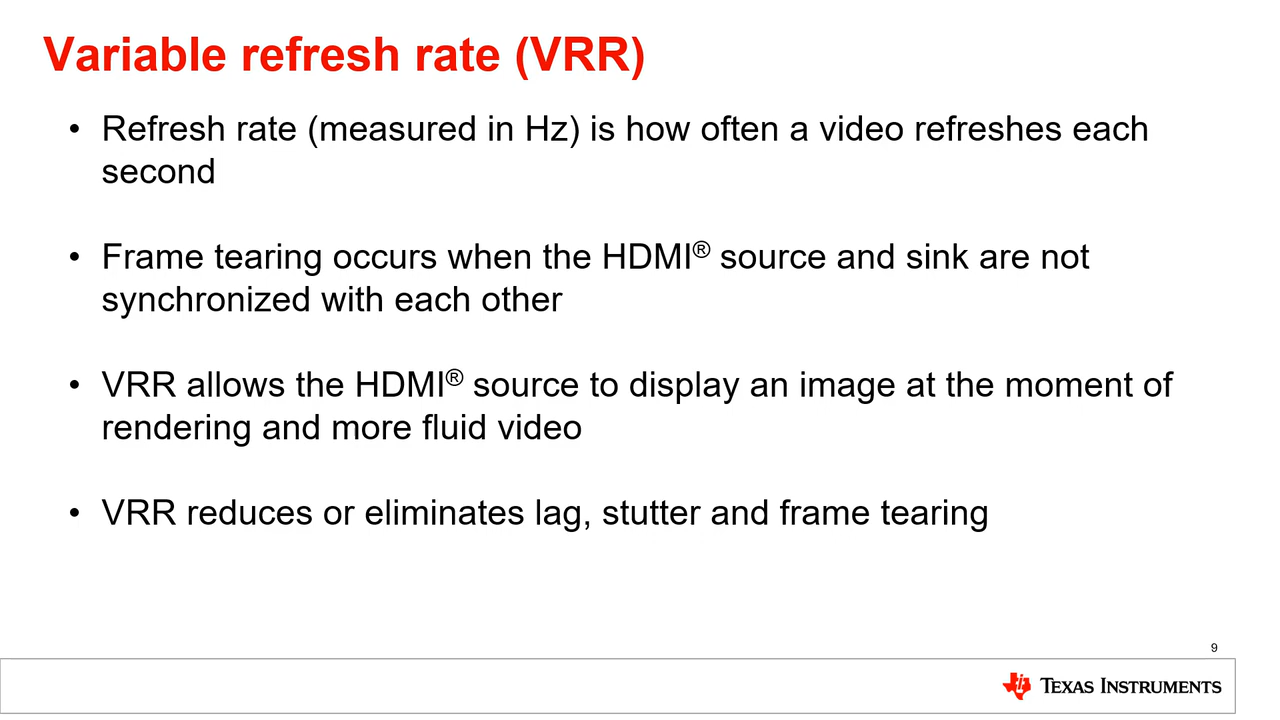 Variable refresh rate (VRR)
• Refresh rate (measured in Hz) is how often a video refreshes each
second
• Frame tearing occurs when the HDMI® source and sink are not
synchronized with each other
• VRR allows the HDMI® source to display an image at the moment of
rendering and more fluid video
• VRR reduces or eliminates lag, stutter and frame tearing
9
TEXAS INSTRUMENTS